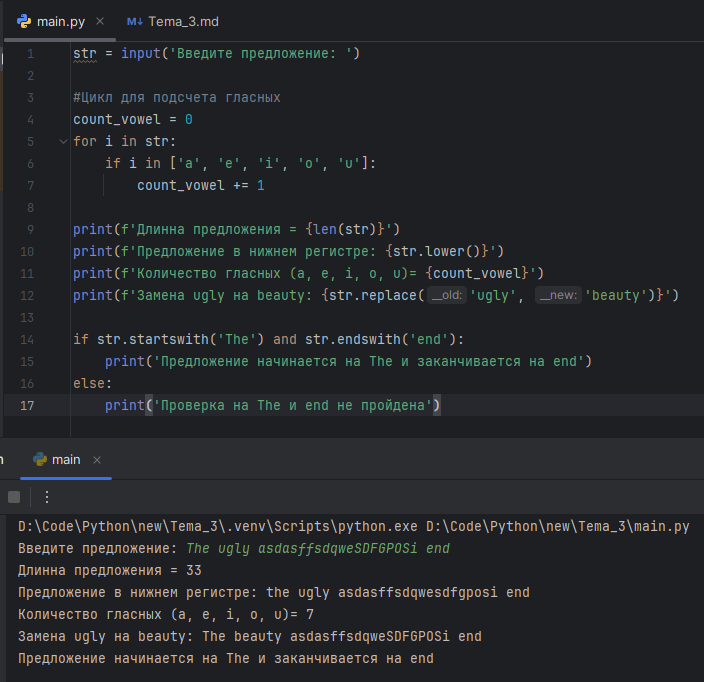 main.py
M↓ Tema_3.md
1 str = input('Введите предложение: ')
2
3 #Цикл для подсчета гласных
4 count_vowel = 0
5 for i in str:
6 if i in ['a', 'e', 'i', 'o', 'u']:
7 count_vowel += 1
8
9 print(f'Длинна предложения = {len(str)}')
10 print(f'Предложение в нижнем регистре: {str.lower()}')
11 print(f'Количество гласных (a, e, i, o, u)= {count_vowel}')
12 print(f'Замена ugly на beauty: {str.replace( __old: 'ugly', __new: 'beauty')}')
13
14 if str.startswith('The') and str.endswith('end'):
15 print('Предложение начинается на The и заканчивается на end')
16 else:
17 print('Проверка на The и end не пройдена')
main
D:\Code\Python\new\Tema_3\.venv\Scripts\python.exe D:\Code\Python\new\Tema_3\main.py
Введите предложение: The ugly asdasffsdqweSDFGPOSi end
Длинна предложения = 33
Предложение в нижнем регистре: the ugly asdasffsdqwesdfgposi end
Количество гласных (a, e, i, o, u)= 7
Замена ugly на beauty: The beauty asdasffsdqweSDFGPOSi end
Предложение начинается на The и заканчивается на end